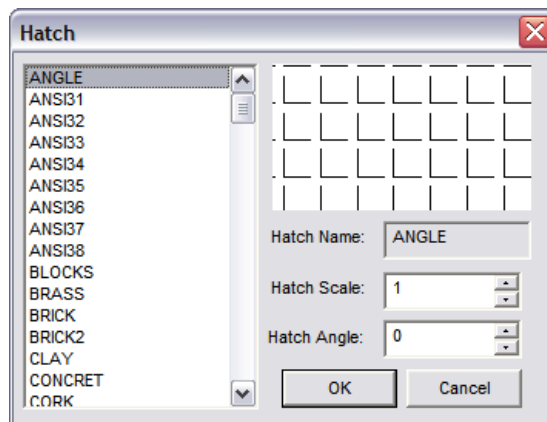 Hatch
ANGLE
ANSI31
ANSI32
ANSI33
ANSI34
ANSI35
ANSI36
ANSI37
ANSI38
BLOCKS
BRASS
BRICK
BRICK2
CLAY
CONCRET
CORK
Hatch Name: ANGLE
Hatch Scale: 1
Hatch Angle: 0
OK Cancel